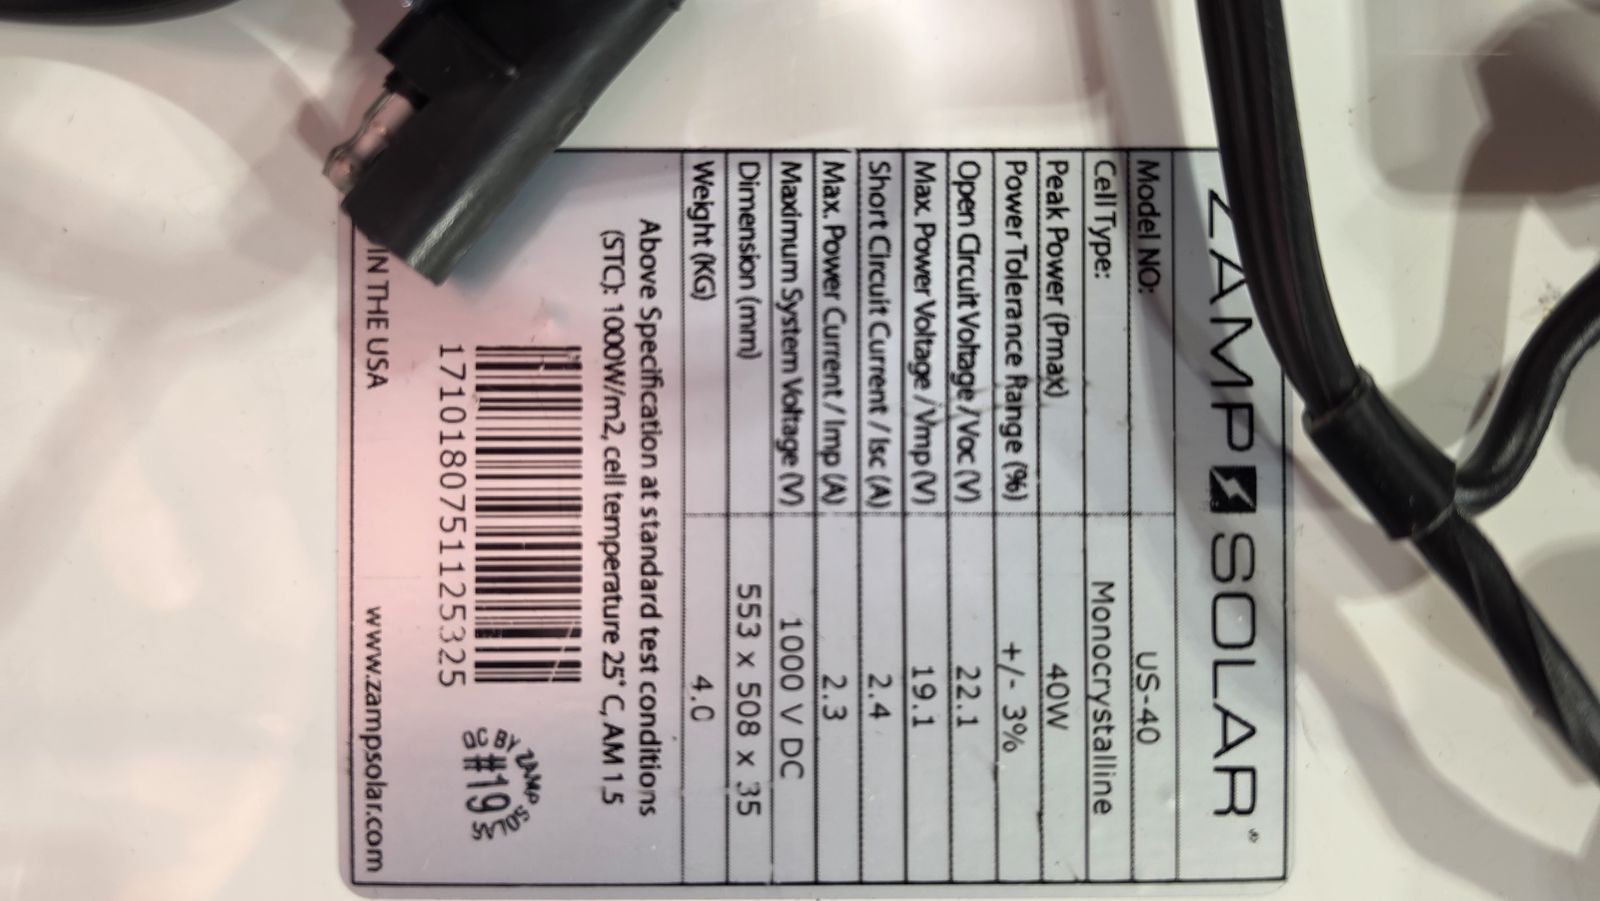 ZAMP SOLAR®
Model NO: US-40
Cell Type: Monocrystalline
Peak Power (Pmax) 40W
Power Tolerance Range (%) +/- 3%
Open Circuit Voltage / Voc (V) 22.1
Max. Power Voltage / Vmp (V) 19.1
Short Circuit Current / Isc (A) 2.4
Max. Power Current / Imp (A) 2.3
Maximum System Voltage (V) 1000 V DC
Dimension (mm) 553 x 508 x 35
Weight (KG) 4.0
Above Specification at standard test conditions
(STC): 1000W/m2, cell temperature 25°C, AM 1.5
1710180751125325
QC BY ZAMP SOLAR
#19
IN THE USA www.zampsolar.com